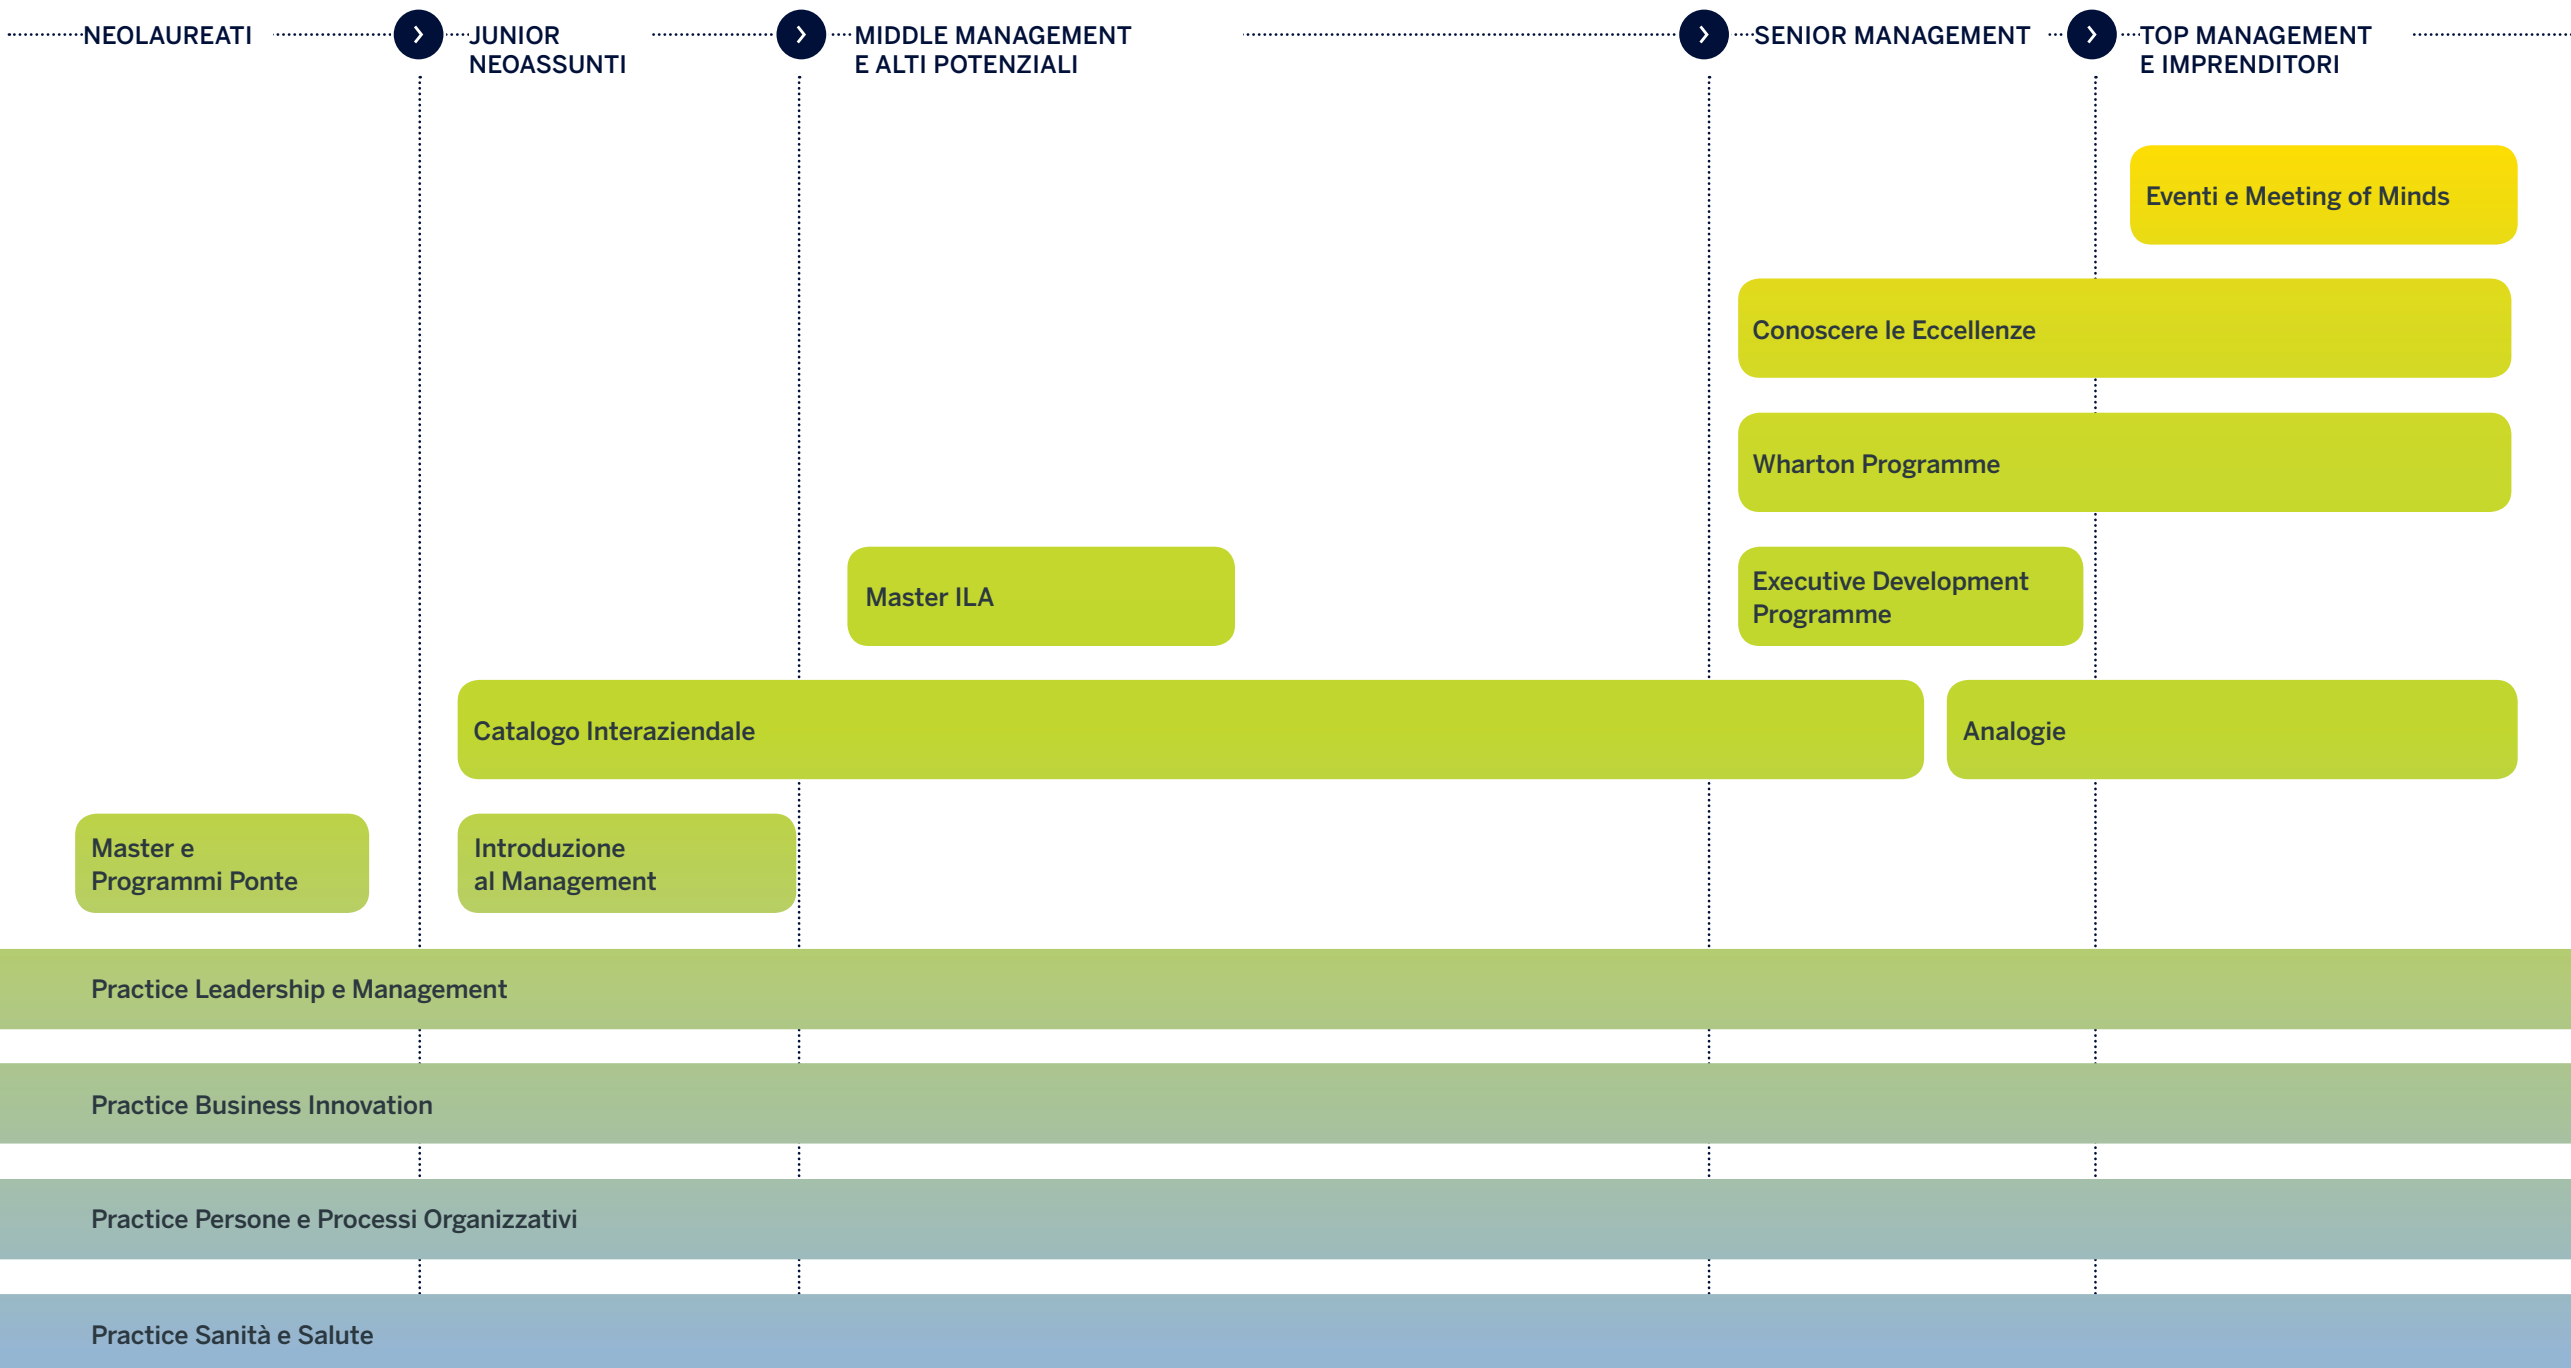 NEOLAUREATI
JUNIOR
NEOASSUNTI
MIDDLE MANAGEMENT
E ALTI POTENZIALI
SENIOR MANAGEMENT
TOP MANAGEMENT
E IMPRENDITORI
Eventi e Meeting of Minds
Conoscere le Eccellenze
Wharton Programme
Master ILA
Executive Development
Programme
Catalogo Interaziendale
Analogie
Master e
Programmi Ponte
Introduzione
al Management
Practice Leadership e Management
Practice Business Innovation
Practice Persone e Processi Organizzativi
Practice Sanità e Salute